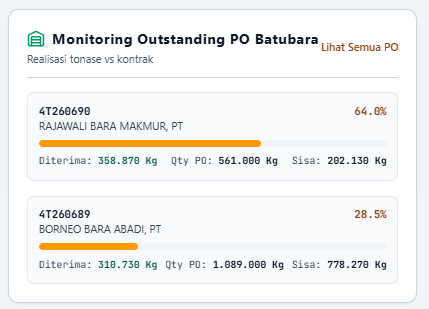 Monitoring Outstanding PO Batubara
Lihat Semua PO
Realisasi tonase vs kontrak
4T260690 64.0%
RAJAWALI BARA MAKMUR, PT
Diterima: 358.870 Kg Qty PO: 561.000 Kg Sisa: 202.130 Kg
4T260689 28.5%
BORNEO BARA ABADI, PT
Diterima: 310.730 Kg Qty PO: 1.089.000 Kg Sisa: 778.270 Kg